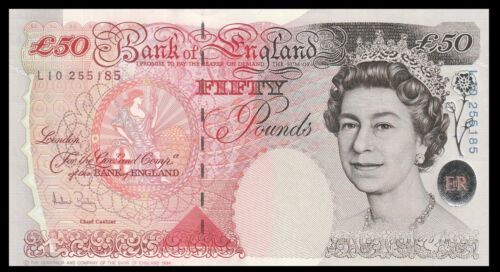 £50 Bank of England £50
I PROMISE TO PAY THE BEARER ON DEMAND THE SUM OF
L10 255185
FIFTY
Pounds
L10 255185
London
For the Gov.r and Comp.a
of the BANK of ENGLAND
Chief Cashier
EIIR
© THE GOVERNOR AND COMPANY OF THE BANK OF ENGLAND 1994